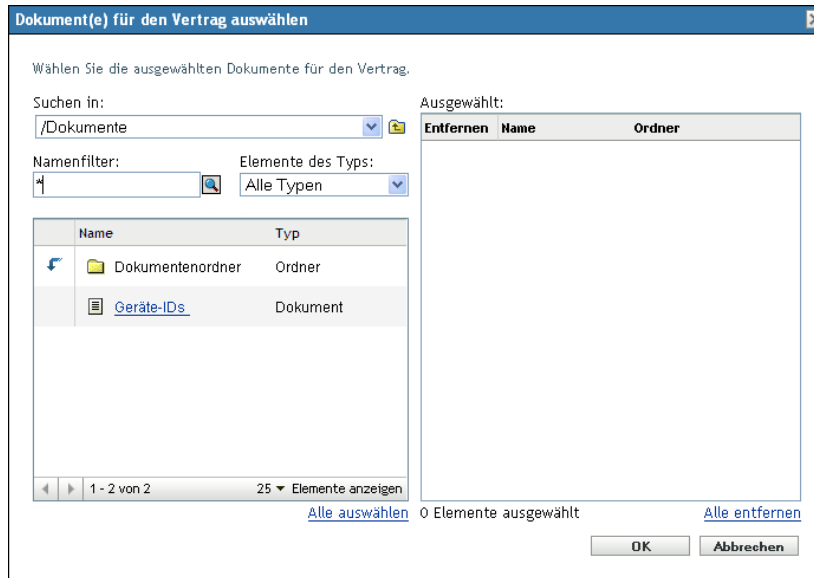 Dokument(e) für den Vertrag auswählen
Wählen Sie die ausgewählten Dokumente für den Vertrag.
Suchen in:
/Dokumente
Namenfilter:
Elemente des Typs:
*
Alle Typen
Name Typ
Dokumentenordner Ordner
Geräte-IDs Dokument
1 - 2 von 2 25 Elemente anzeigen
Alle auswählen
Ausgewählt:
Entfernen Name Ordner
0 Elemente ausgewählt Alle entfernen
OK Abbrechen